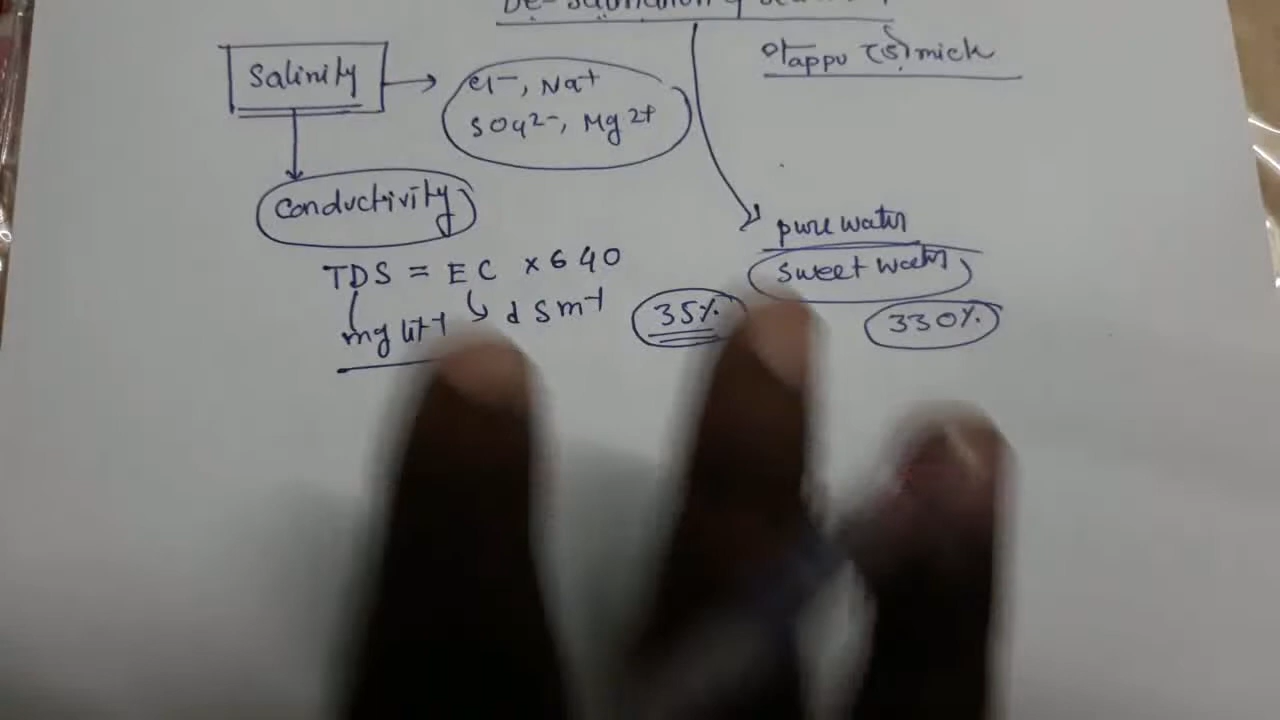 Salinity
Cl-, Na+
SO42-, Mg2+
Conductivity
TDS = EC ×640
mg lit-1
dSm-1
35%
pure water
sweet water
330%